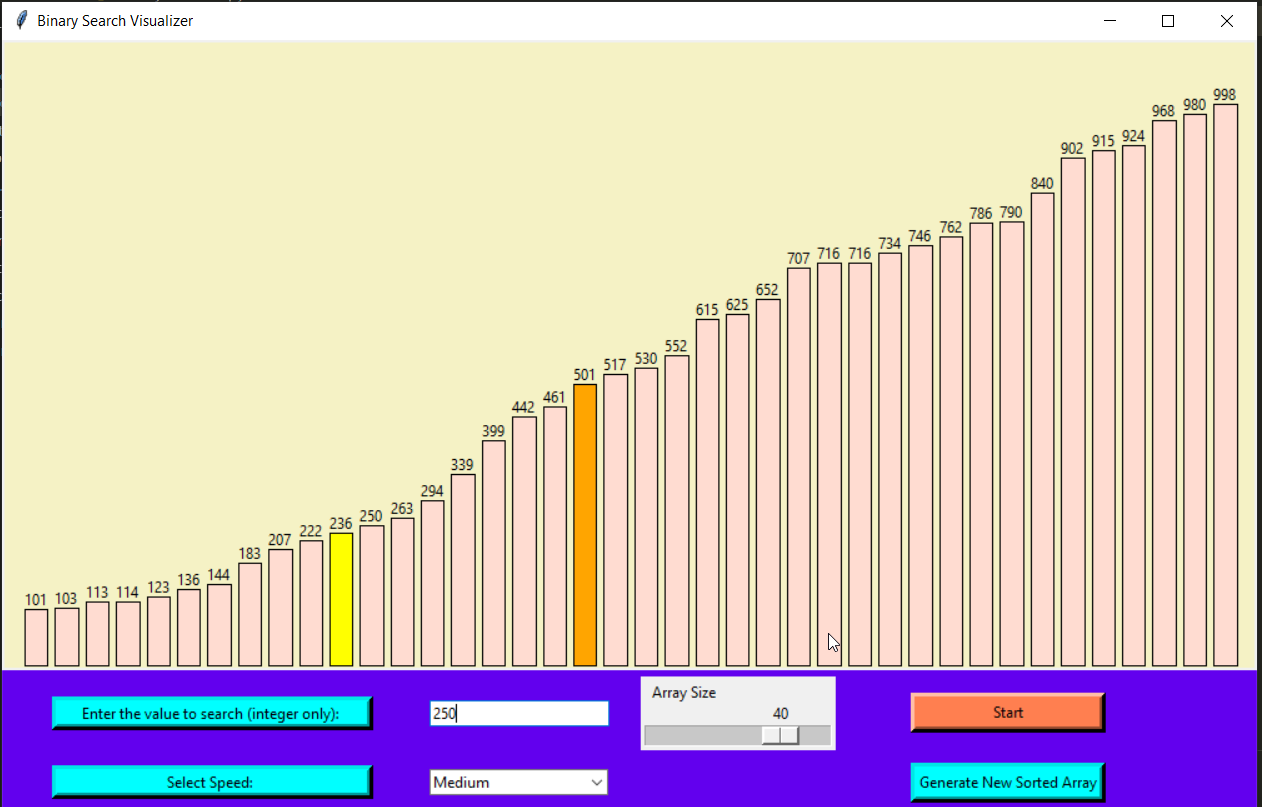 Binary Search Visualizer
101 103 113 114 123 136 144 183 207 222 236 250 263 294 339 399 442 461 501 517 530 552 615 625 652 707 716 716 734 746 762 786 790 840 902 915 924 968 980 998
Enter the value to search (integer only):
250
Array Size
40
Start
Select Speed:
Medium
Generate New Sorted Array